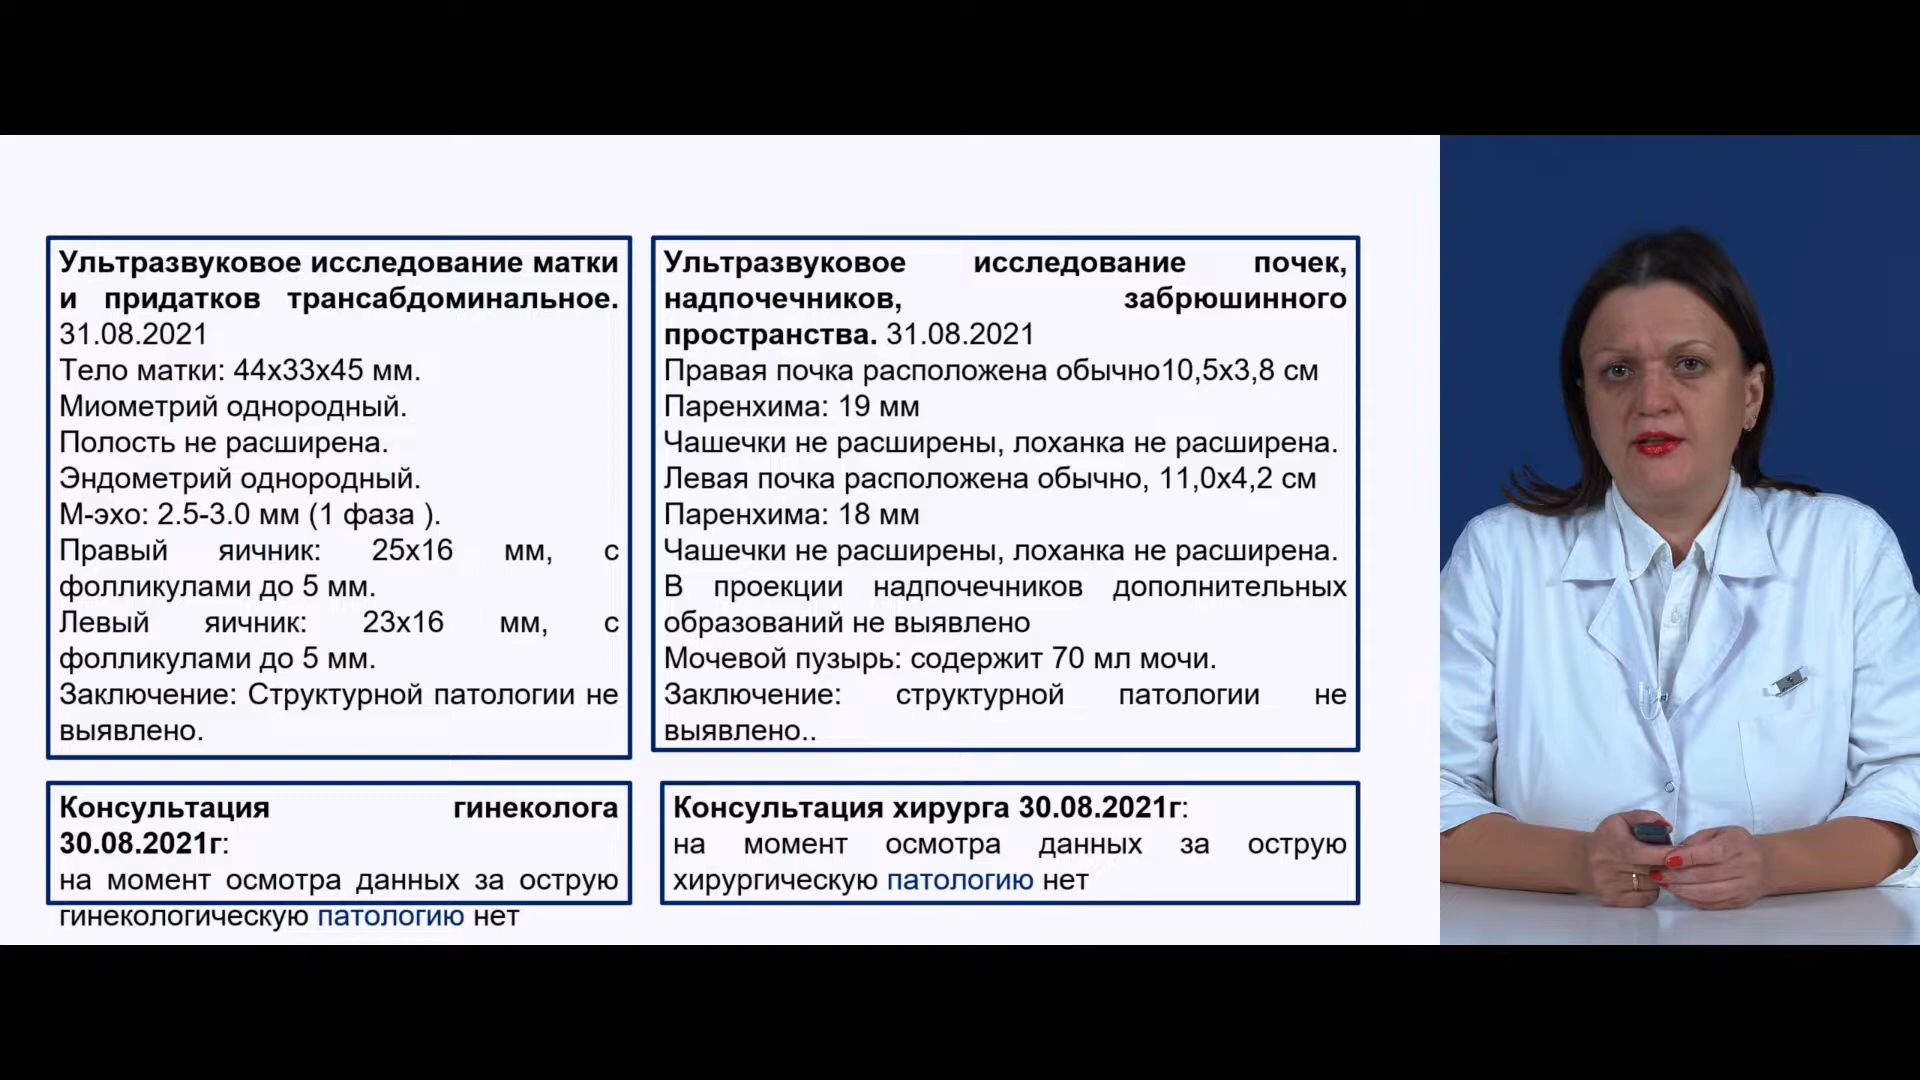 Ультразвуковое исследование матки
и придатков трансабдоминальное.
31.08.2021
Тело матки: 44х33х45 мм.
Миометрий однородный.
Полость не расширена.
Эндометрий однородный.
М-эхо: 2.5-3.0 мм (1 фаза ).
Правый яичник: 25х16 мм, с
фолликулами до 5 мм.
Левый яичник: 23х16 мм, с
фолликулами до 5 мм.
Заключение: Структурной патологии не
выявлено.
Ультразвуковое исследование почек,
надпочечников, забрюшинного
пространства. 31.08.2021
Правая почка расположена обычно10,5х3,8 см
Паренхима: 19 мм
Чашечки не расширены, лоханка не расширена.
Левая почка расположена обычно, 11,0х4,2 см
Паренхима: 18 мм
Чашечки не расширены, лоханка не расширена.
В проекции надпочечников дополнительных
образований не выявлено
Мочевой пузырь: содержит 70 мл мочи.
Заключение: структурной патологии не
выявлено..
Консультация гинеколога
30.08.2021г:
на момент осмотра данных за острую
гинекологическую патологию нет
Консультация хирурга 30.08.2021г:
на момент осмотра данных за острую
хирургическую патологию нет